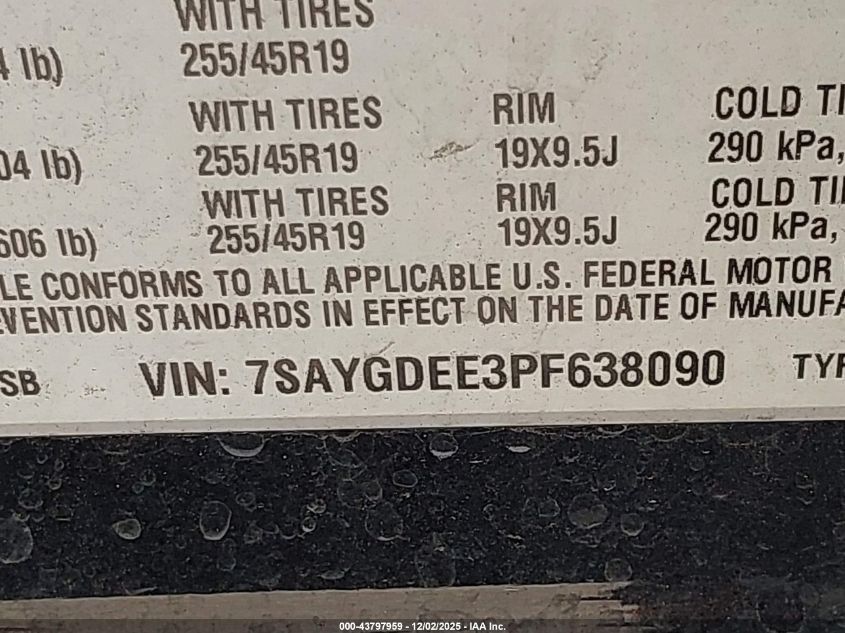 WITH TIRES
4 lb) 255/45R19
WITH TIRES RIM COLD TI
04 lb) 255/45R19 19X9.5J 290 kPa,
WITH TIRES RIM COLD TI
606 lb) 255/45R19 19X9.5J 290 kPa,
LE CONFORMS TO ALL APPLICABLE U.S. FEDERAL MOTOR
EVENTION STANDARDS IN EFFECT ON THE DATE OF MANUFA
SB VIN: 7SAYGDEE3PF638090 TYP
000-43797959 - 12/02/2025 - IAA Inc.